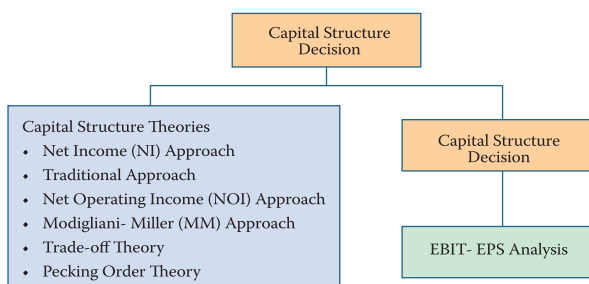 Capital Structure
Decision
Capital Structure Theories
• Net Income (NI) Approach
• Traditional Approach
• Net Operating Income (NOI) Approach
• Modigliani- Miller (MM) Approach
• Trade-off Theory
• Pecking Order Theory
Capital Structure
Decision
EBIT- EPS Analysis